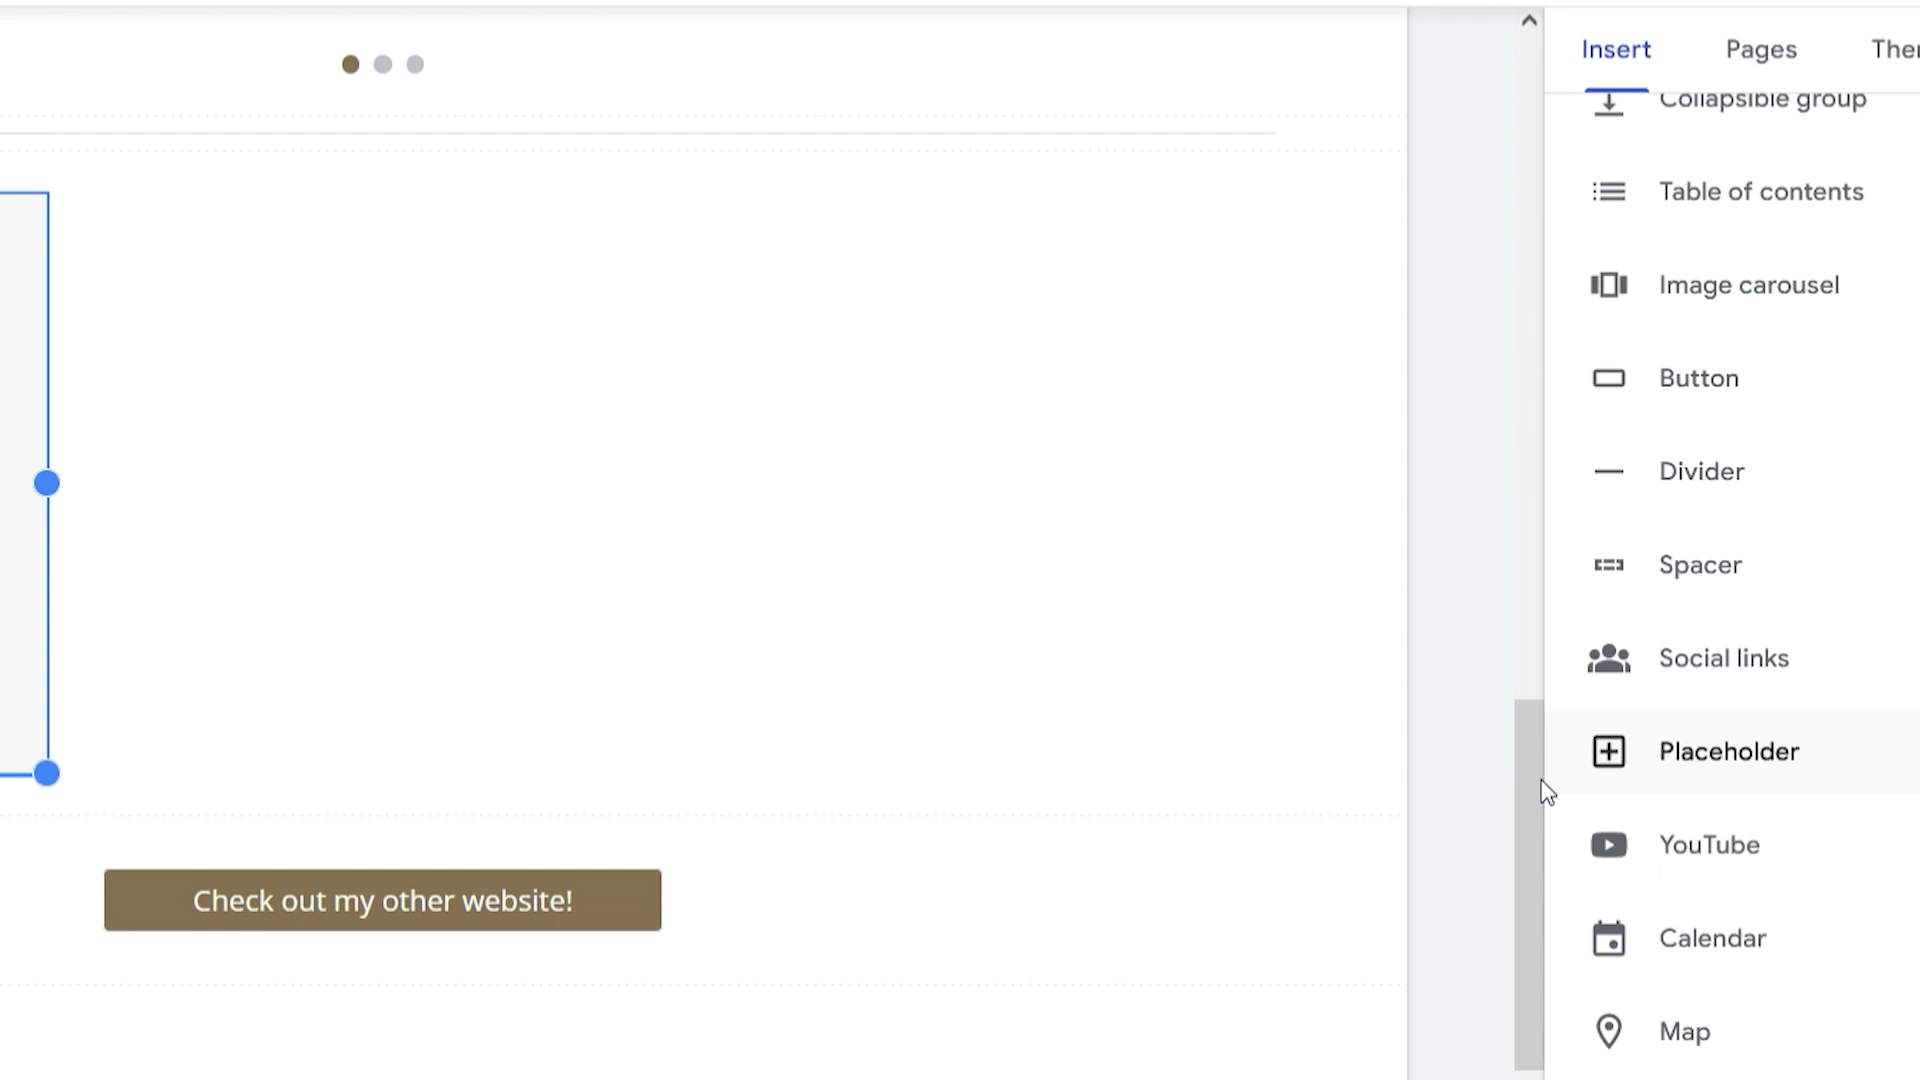 Insert
Pages
Collapsible group
Table of contents
Image carousel
Button
Divider
Spacer
Social links
Placeholder
YouTube
Calendar
Map
Check out my other website!